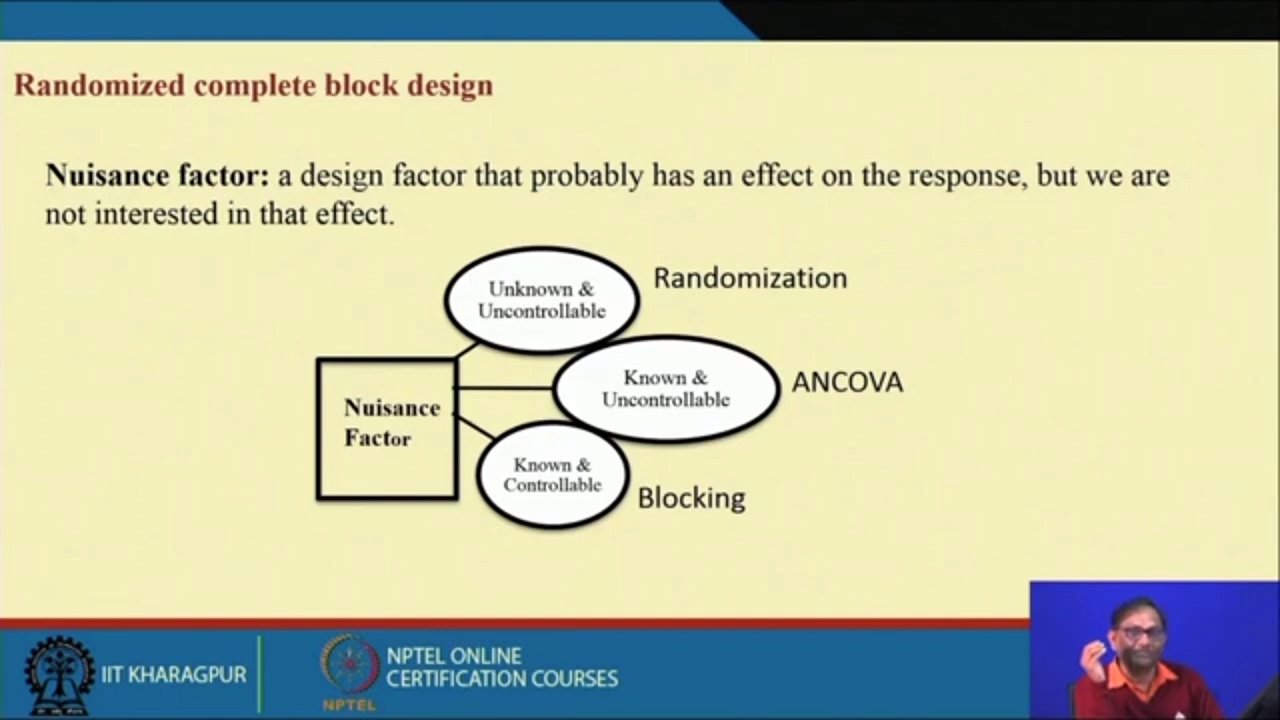 Randomized complete block design
Nuisance factor: a design factor that probably has an effect on the response, but we are
not interested in that effect.
Unknown &
Uncontrollable
Randomization
Known &
Uncontrollable
ANCOVA
Nuisance
Factor
Known &
Controllable
Blocking
IIT KHARAGPUR
NPTEL ONLINE
CERTIFICATION COURSES
NPTEL